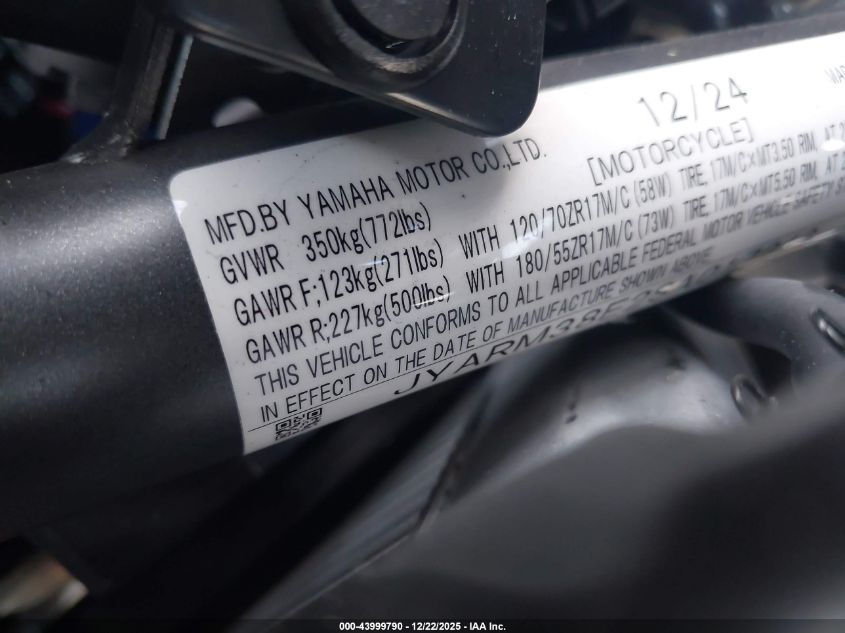 12/24
MFD.BY YAMAHA MOTOR CO.,LTD. [MOTORCYCLE]
GVWR 350kg(772lbs)
GAWR F;123kg(271lbs) WITH 120/70ZR17M/C (58W) TIRE, 17M/C×MT3.50 RIM, AT
GAWR R;227kg(500lbs) WITH 180/55ZR17M/C (73W) TIRE, 17M/C×MT5.50 RIM, AT
THIS VEHICLE CONFORMS TO ALL APPLICABLE FEDERAL MOTOR VEHICLE SAFETY
IN EFFECT ON THE DATE OF MANUFACTURE SHOWN ABOVE.
000-43999790 - 12/22/2025 - IAA Inc.